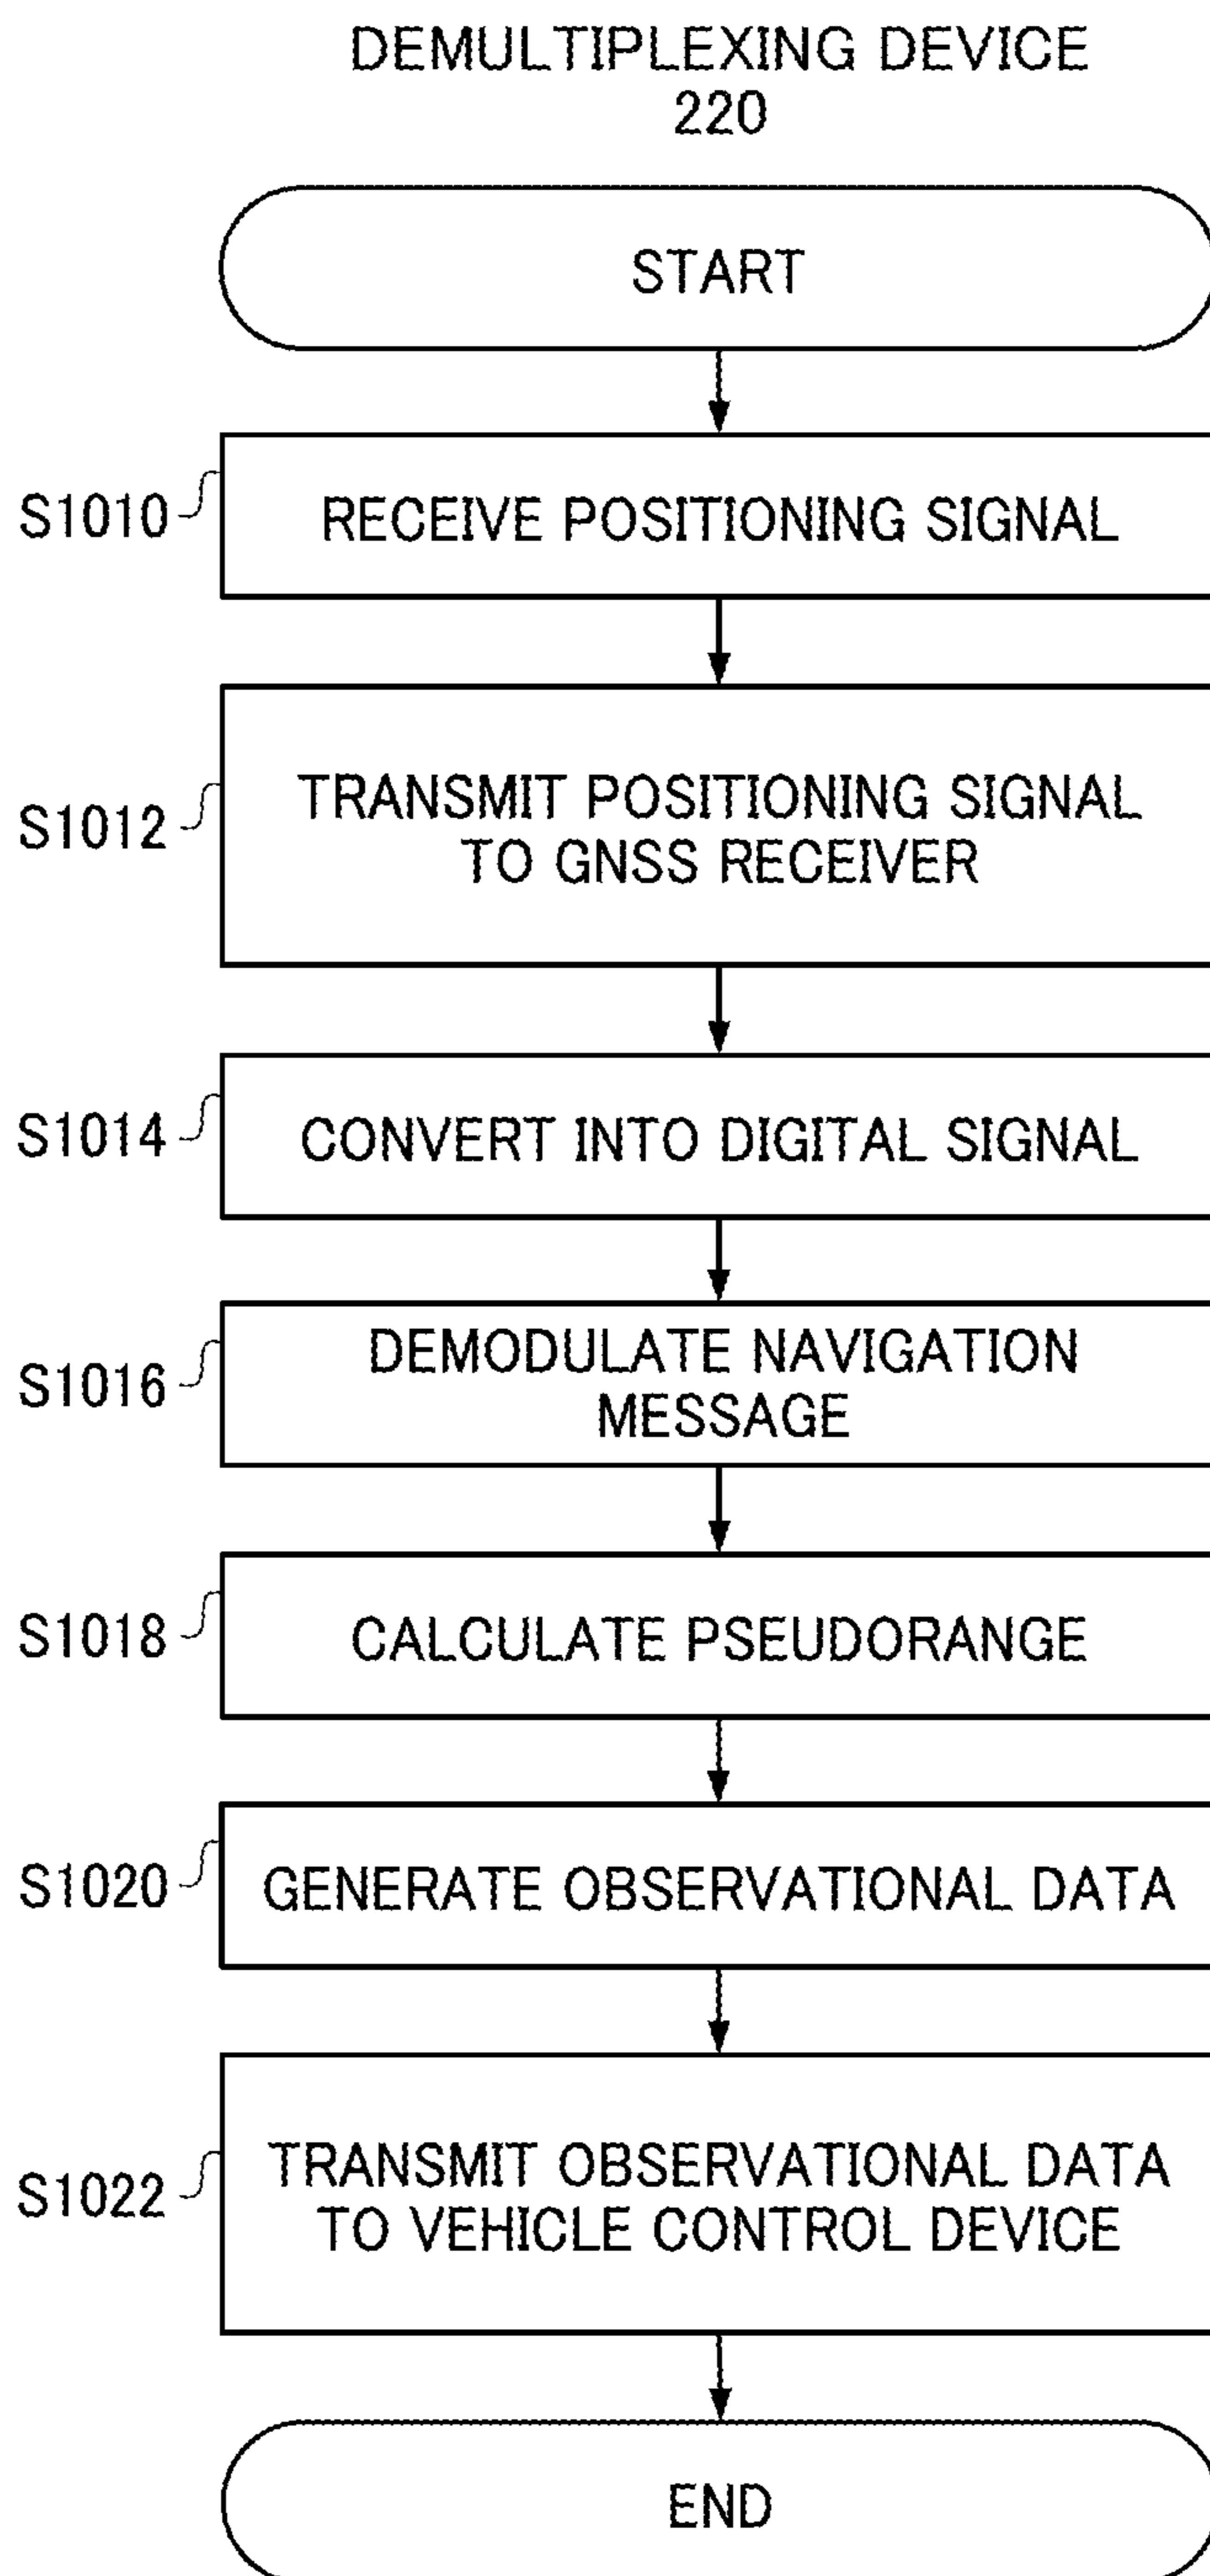 DEMULTIPLEXING DEVICE
220
START
S1010
RECEIVE POSITIONING SIGNAL
S1012
TRANSMIT POSITIONING SIGNAL
TO GNSS RECEIVER
S1014
CONVERT INTO DIGITAL SIGNAL
S1016
DEMODULATE NAVIGATION
MESSAGE
S1018
CALCULATE PSEUDORANGE
S1020
GENERATE OBSERVATIONAL DATA
S1022
TRANSMIT OBSERVATIONAL DATA
TO VEHICLE CONTROL DEVICE
END